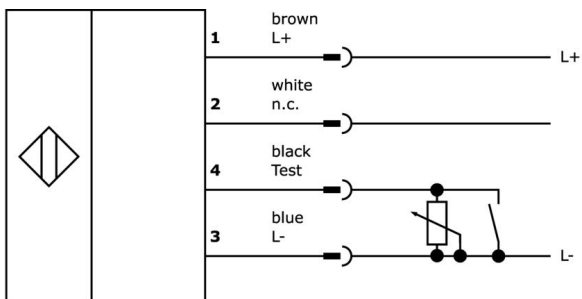 brown
1 L+
L+
white
2 n.c.
black
4 Test
blue
3 L-
L-